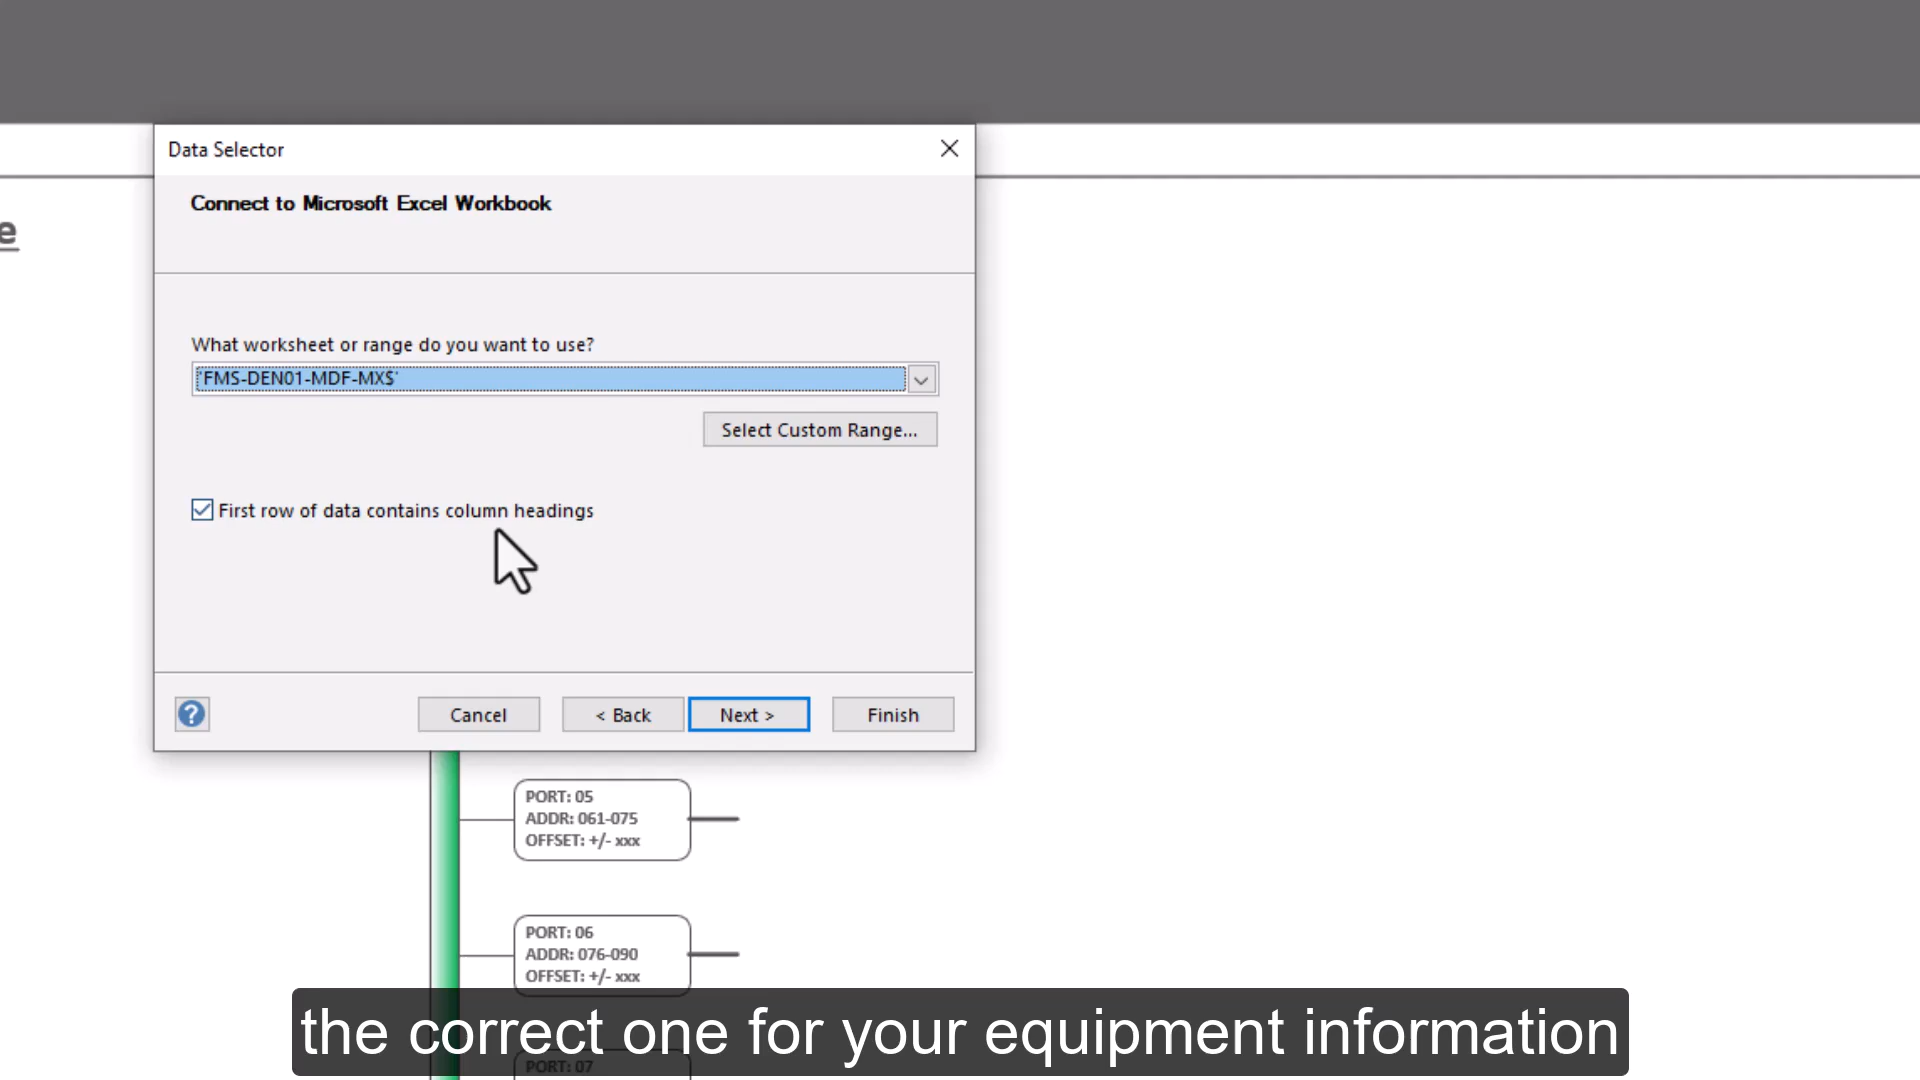 Data Selector
Connect to Microsoft Excel Workbook
e
What worksheet or range do you want to use?
'FMS-DEN01-MDF-MX$'
Select Custom Range...
First row of data contains column headings
?
Cancel
< Back
Next >
Finish
PORT: 05
ADDR: 061-075
OFFSET: +/- xxx
PORT: 06
ADDR: 076-090
OFFSET: +/- xxx
the correct one for your equipment information
PORT: 07